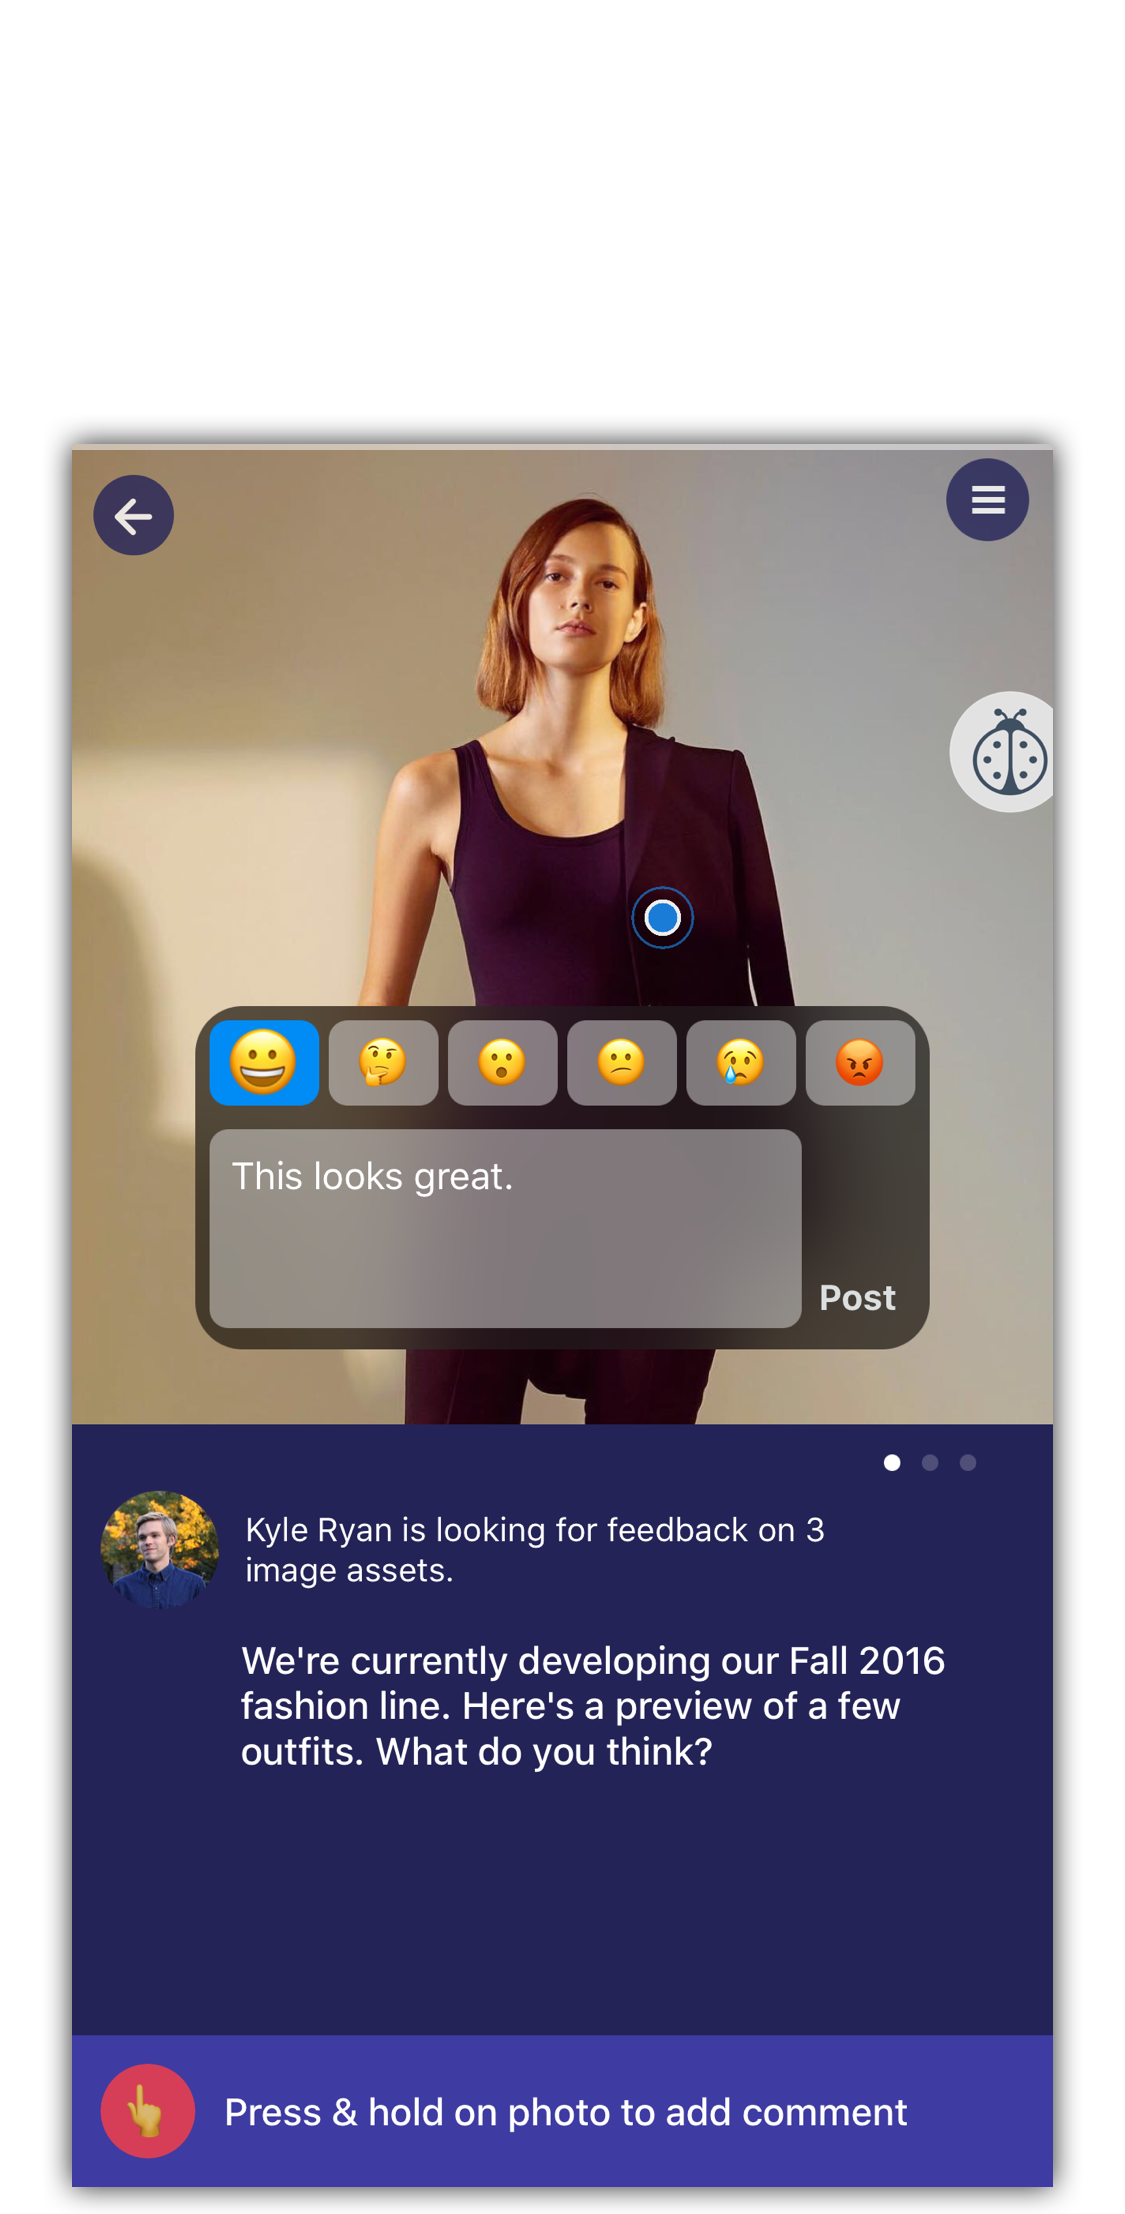 This looks great.
Post
Kyle Ryan is looking for feedback on 3
image assets.
We're currently developing our Fall 2016
fashion line. Here's a preview of a few
outfits. What do you think?
Press & hold on photo to add comment